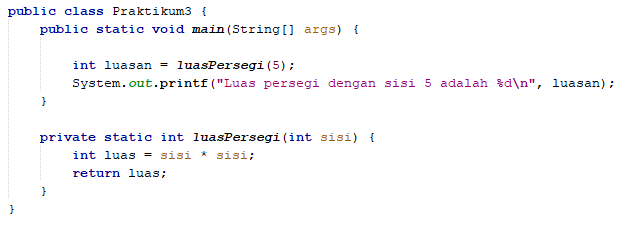 public class Praktikum3 {
    public static void main(String[] args) {
        int luasan = luasPersegi(5);
        System.out.printf("Luas persegi dengan sisi 5 adalah %d\n", luasan);
    }
    private static int luasPersegi(int sisi) {
        int luas = sisi * sisi;
        return luas;
    }
}